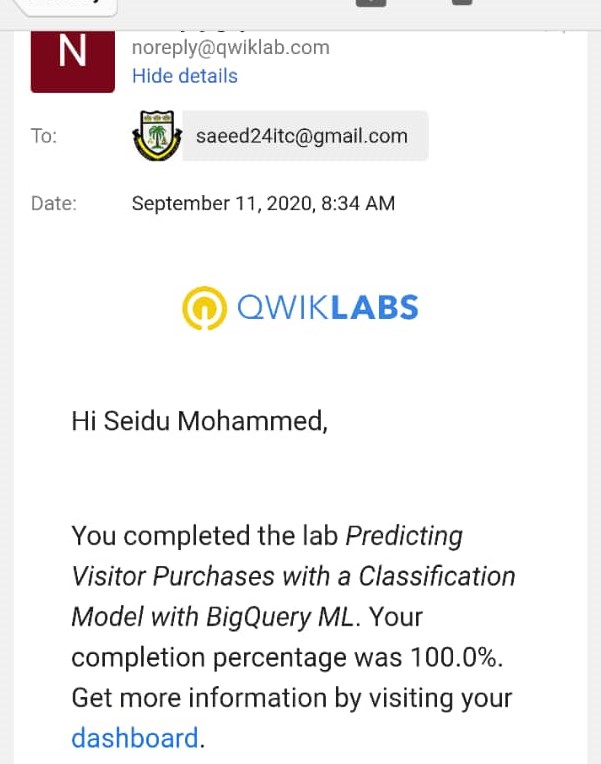 N
noreply@qwiklab.com
Hide details
To:
saeed24itc@gmail.com
Date:
September 11, 2020, 8:34 AM
QWIKLABS
Hi Seidu Mohammed,
You completed the lab Predicting
Visitor Purchases with a Classification
Model with BigQuery ML. Your
completion percentage was 100.0%.
Get more information by visiting your
dashboard.